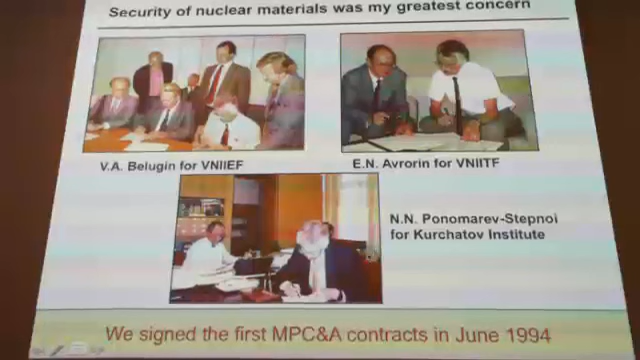 Security of nuclear materials was my greatest concern
V.A. Belugin for VNIIEF
E.N. Avrorin for VNIITF
N.N. Ponomarev-Stepnoi
for Kurchatov Institute
We signed the first MPC&A contracts in June 1994